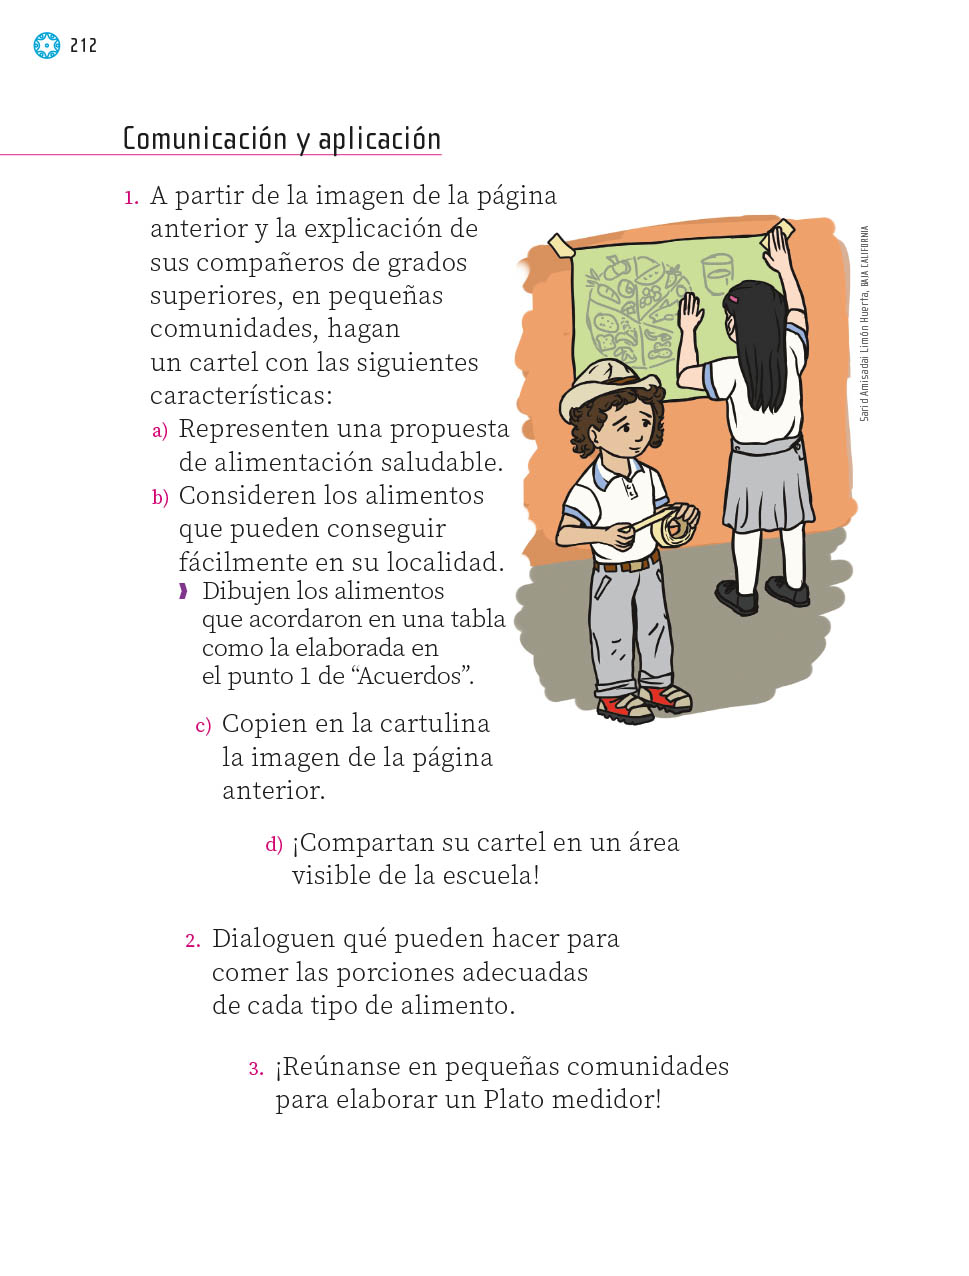 212
Comunicación y aplicación
1. A partir de la imagen de la página
anterior y la explicación de
sus compañeros de grados
superiores, en pequeñas
comunidades, hagan
un cartel con las siguientes
características:
a) Representen una propuesta
de alimentación saludable.
b) Consideren los alimentos
que pueden conseguir
fácilmente en su localidad.
Dibujen los alimentos
que acordaron en una tabla
como la elaborada en
el punto 1 de “Acuerdos”.
c) Copien en la cartulina
la imagen de la página
anterior.
d) ¡Compartan su cartel en un área
visible de la escuela!
2. Dialoguen qué pueden hacer para
comer las porciones adecuadas
de cada tipo de alimento.
3. ¡Reúnanse en pequeñas comunidades
para elaborar un Plato medidor!
Sarid Amisadai Limón Huerta, BAJA CALIFORNIA